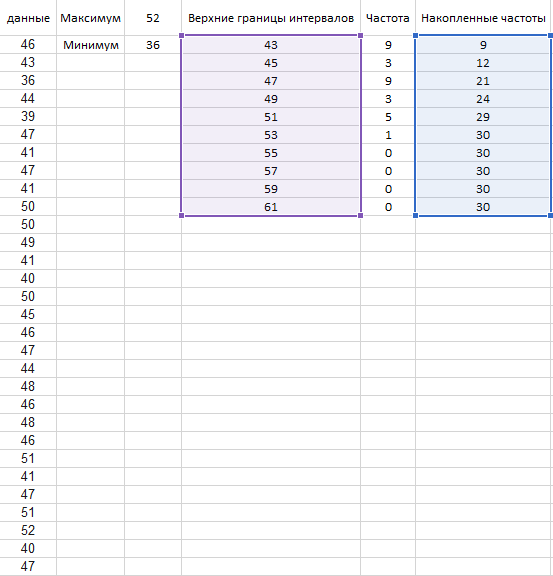 данные Максимум 52 Верхние границы интервалов Частота Накопленные частоты
46 Минимум 36 43 9 9
43 45 3 12
36 47 9 21
44 49 3 24
39 51 5 29
47 53 1 30
41 55 0 30
47 57 0 30
41 59 0 30
50 61 0 30
50
49
41
40
50
45
46
47
44
48
46
48
46
51
41
47
51
52
40
47